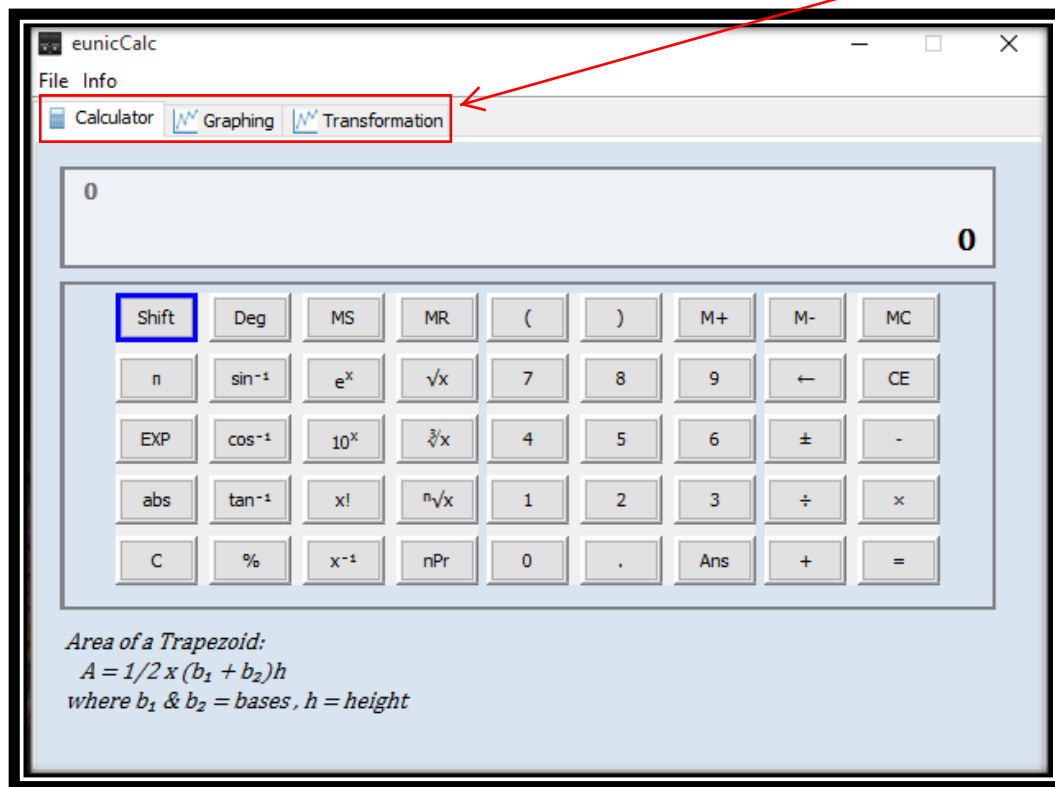 eunicCalc
File Info
Calculator Graphing Transformation
0
0
Shift Deg MS MR ( ) M+ M- MC
п sin⁻¹ eˣ √x 7 8 9 ← CE
EXP cos⁻¹ 10ˣ ∛x 4 5 6 ± -
abs tan⁻¹ x! ⁿ√x 1 2 3 ÷ ×
C % x⁻¹ nPr 0 . Ans + =
Area of a Trapezoid:
A = 1/2 x (b₁ + b₂)h
where b₁ & b₂ = bases , h = height